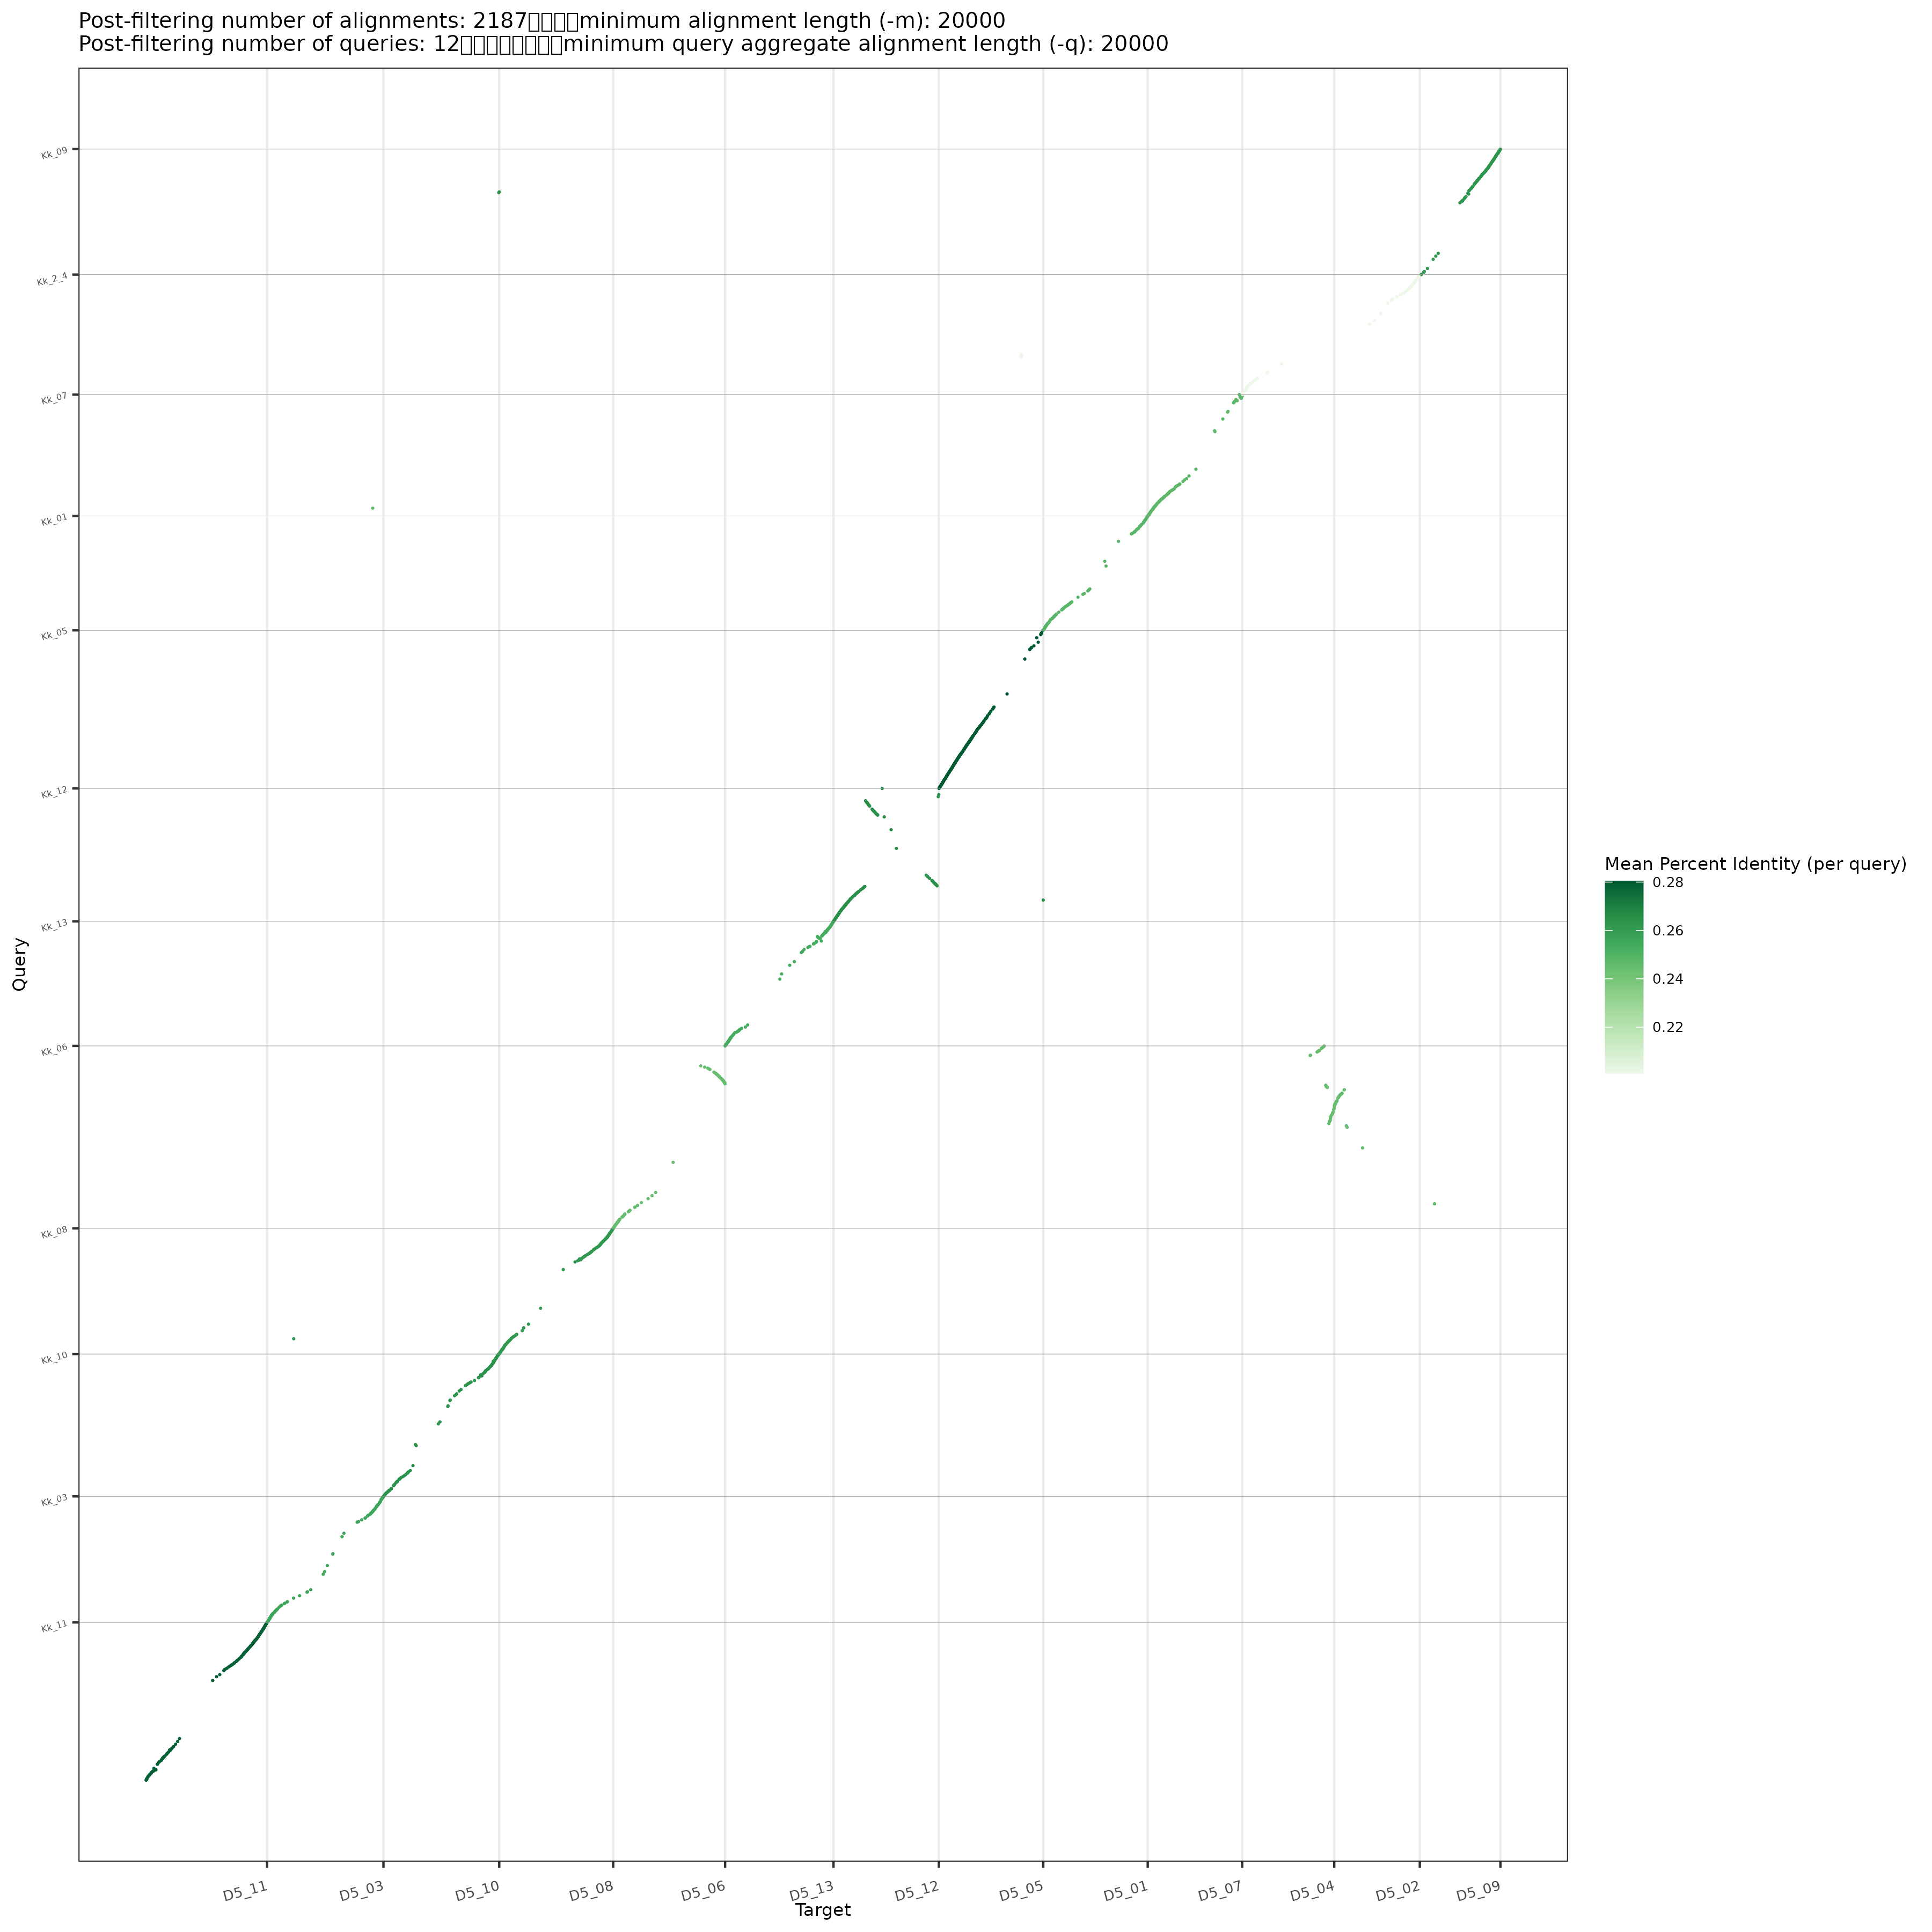 Post-filtering number of alignments: 2187▯▯▯▯minimum alignment length (-m): 20000
Post-filtering number of queries: 12▯▯▯▯▯▯▯▯minimum query aggregate alignment length (-q): 20000
Kk_09
Kk_2_4
Kk_07
Kk_01
Kk_05
Kk_12
Kk_13
Kk_06
Kk_08
Kk_10
Kk_03
Kk_11
Query
Mean Percent Identity (per query)
0.28
0.26
0.24
0.22
D5_11
D5_03
D5_10
D5_08
D5_06
D5_13
D5_12
D5_05
D5_01
D5_07
D5_04
D5_02
D5_09
Target